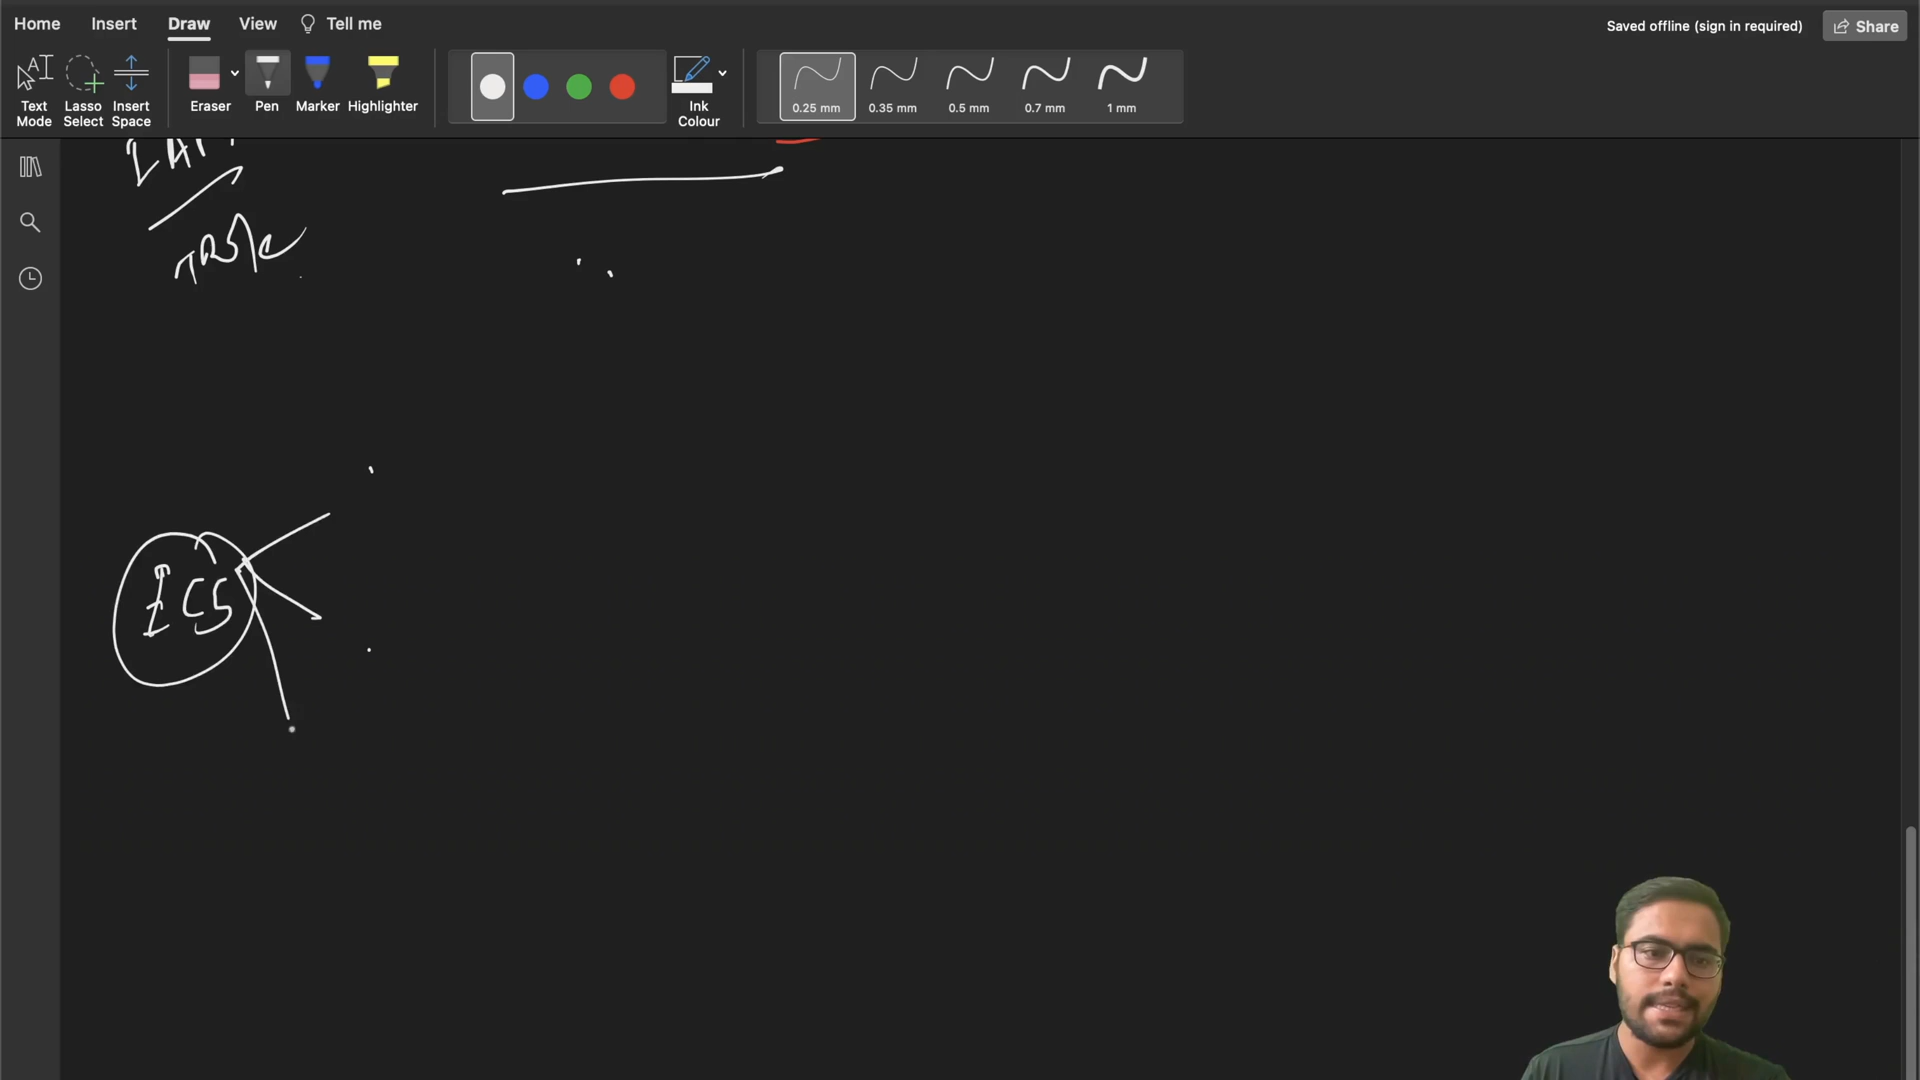 Home Insert Draw View Tell me
Saved offline (sign in required) Share
Text Mode
Lasso Select
Insert Space
Eraser
Pen
Marker
Highlighter
Ink Colour
0.25 mm
0.35 mm
0.5 mm
0.7 mm
1 mm
ECS